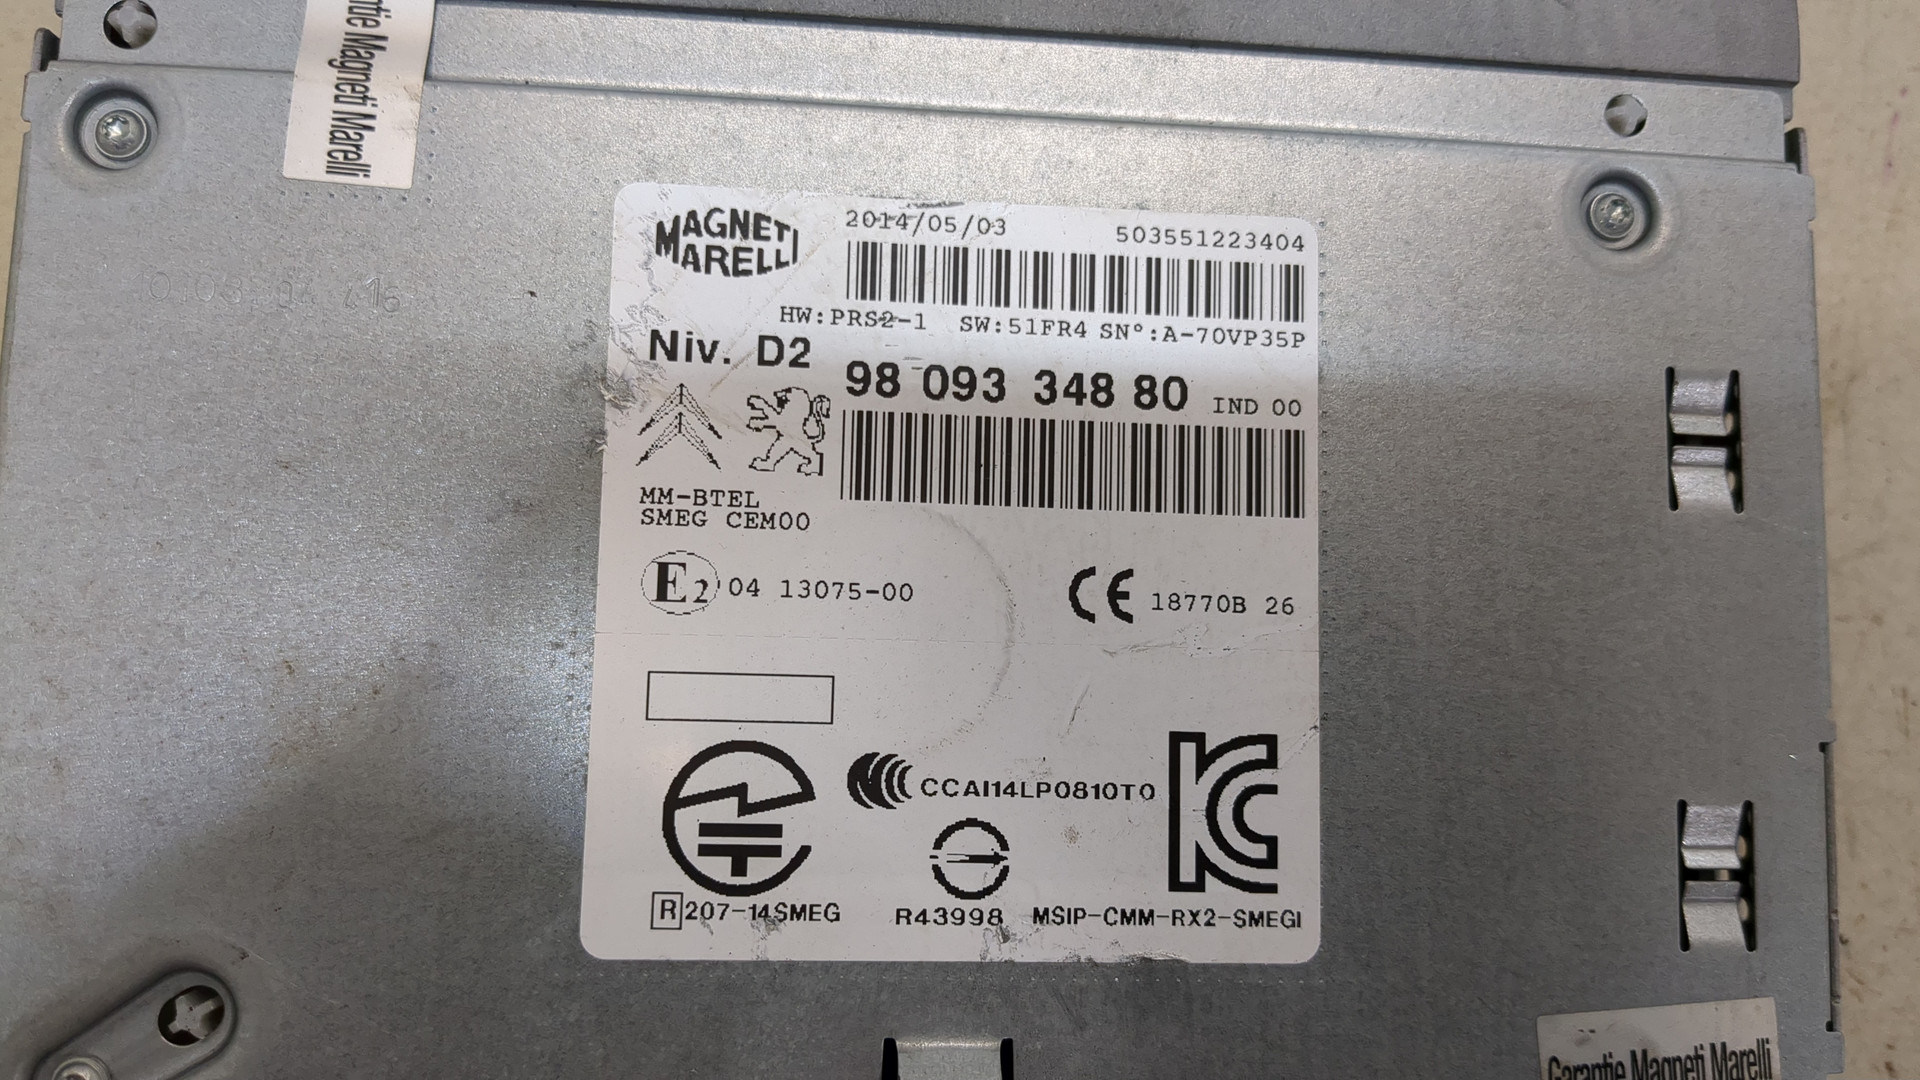 ntie Magneti Marelli
MAGNETI
MARELLI
2014/05/03
503551223404
HW:PRS2-1 SW:51FR4 SN°:A-70VP35P
Niv. D2
98 093 348 80 IND 00
MM-BTEL
SMEG CEM00
E2 04 13075-00
CE 18770B 26
CCAI14LP0810T0
R 207-14SMEG
R43998
MSIP-CMM-RX2-SMEGI
Garantie Magneti Marelli